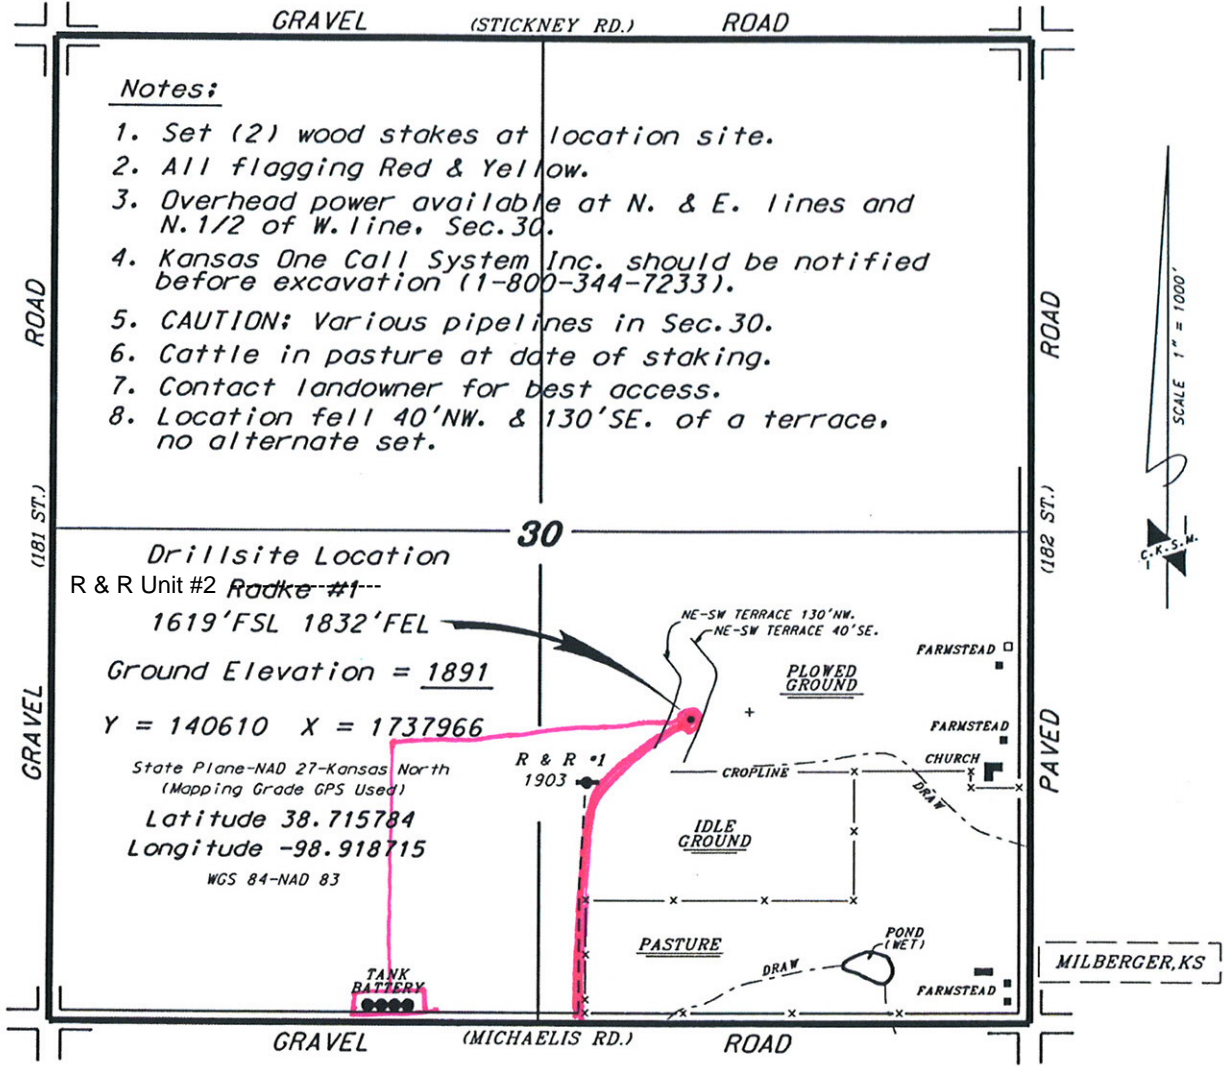 GRAVEL (STICKNEY RD.) ROAD
Notes:
1. Set (2) wood stakes at location site.
2. All flagging Red & Yellow.
3. Overhead power available at N. & E. lines and
N.1/2 of W.line, Sec.30.
4. Kansas One Call System Inc. should be notified
before excavation (1-800-344-7233).
5. CAUTION: Various pipelines in Sec.30.
6. Cattle in pasture at date of staking.
7. Contact landowner for best access.
8. Location fell 40'NW. & 130'SE. of a terrace,
no alternate set.
ROAD
(181 ST.)
GRAVEL
ROAD
(182 ST.)
PAVED
SCALE 1" = 1000'
C.K.S.M.
30
Drillsite Location
R & R Unit #2 Radke #1
1619'FSL 1832'FEL
Ground Elevation = 1891
Y = 140610 X = 1737966
State Plane-NAD 27-Kansas North
(Mapping Grade GPS Used)
Latitude 38.715784
Longitude -98.918715
WGS 84-NAD 83
NE-SW TERRACE 130'NW.
NE-SW TERRACE 40'SE.
FARMSTEAD
PLOWED
GROUND
FARMSTEAD
CHURCH
R & R #1
1903
CROPLINE
DRAW
IDLE
GROUND
PASTURE
POND
(WET)
DRAW
FARMSTEAD
MILBERGER,KS
TANK
BATTERY
GRAVEL (MICHAELIS RD.) ROAD